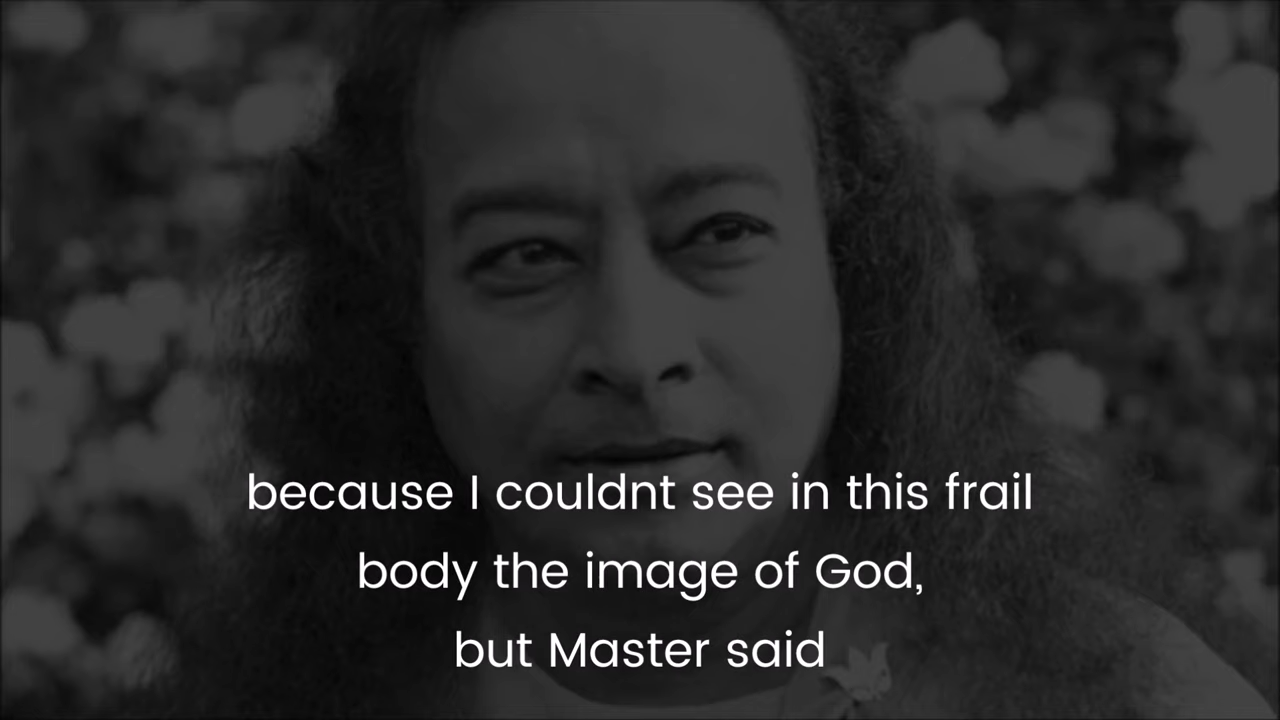 because I couldnt see in this frail
body the image of God,
but Master said